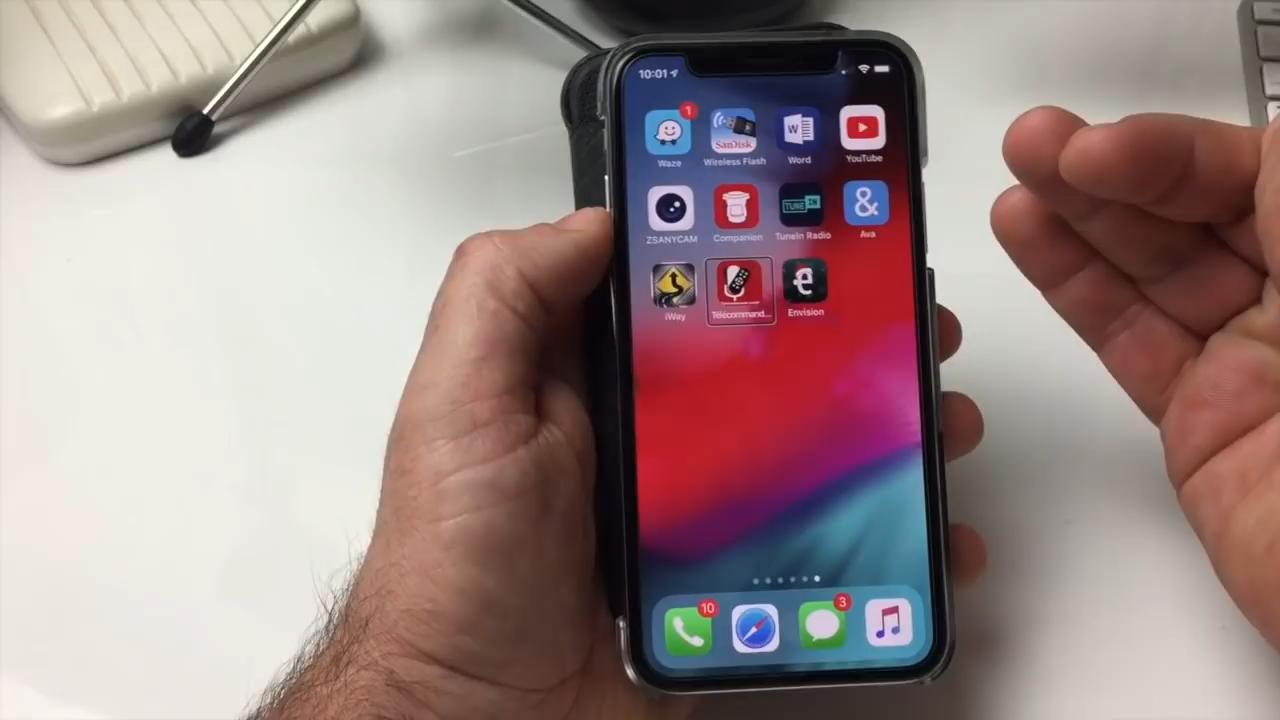 10:01
1
SanDisk
W
Waze
Wireless Flash
Word
YouTube
TUNE IN
&
ZSANYCAM
Companion
TuneIn Radio
Ava
e
iWay
Télécommand...
Envision
10
3